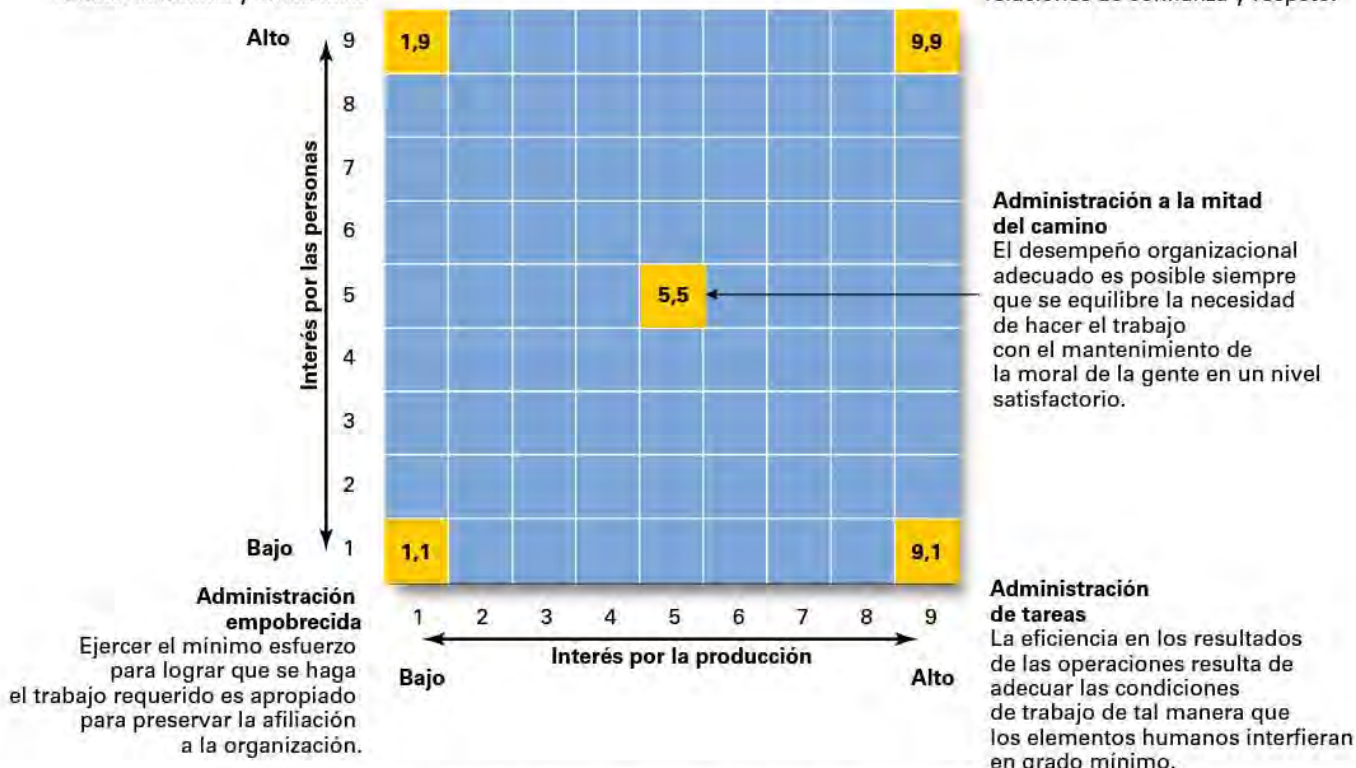 relaciones de confianza y respeto.
Alto
9
8
7
6
5
4
3
2
1
Bajo
Interés por las personas
1,9
9,9
5,5
1,1
9,1
Administración a la mitad
del camino
El desempeño organizacional
adecuado es posible siempre
que se equilibre la necesidad
de hacer el trabajo
con el mantenimiento de
la moral de la gente en un nivel
satisfactorio.
Administración
empobrecida
Ejercer el mínimo esfuerzo
para lograr que se haga
el trabajo requerido es apropiado
para preservar la afiliación
a la organización.
1 2 3 4 5 6 7 8 9
Interés por la producción
Bajo
Alto
Administración
de tareas
La eficiencia en los resultados
de las operaciones resulta de
adecuar las condiciones
de trabajo de tal manera que
los elementos humanos interfieran
en grado mínimo.